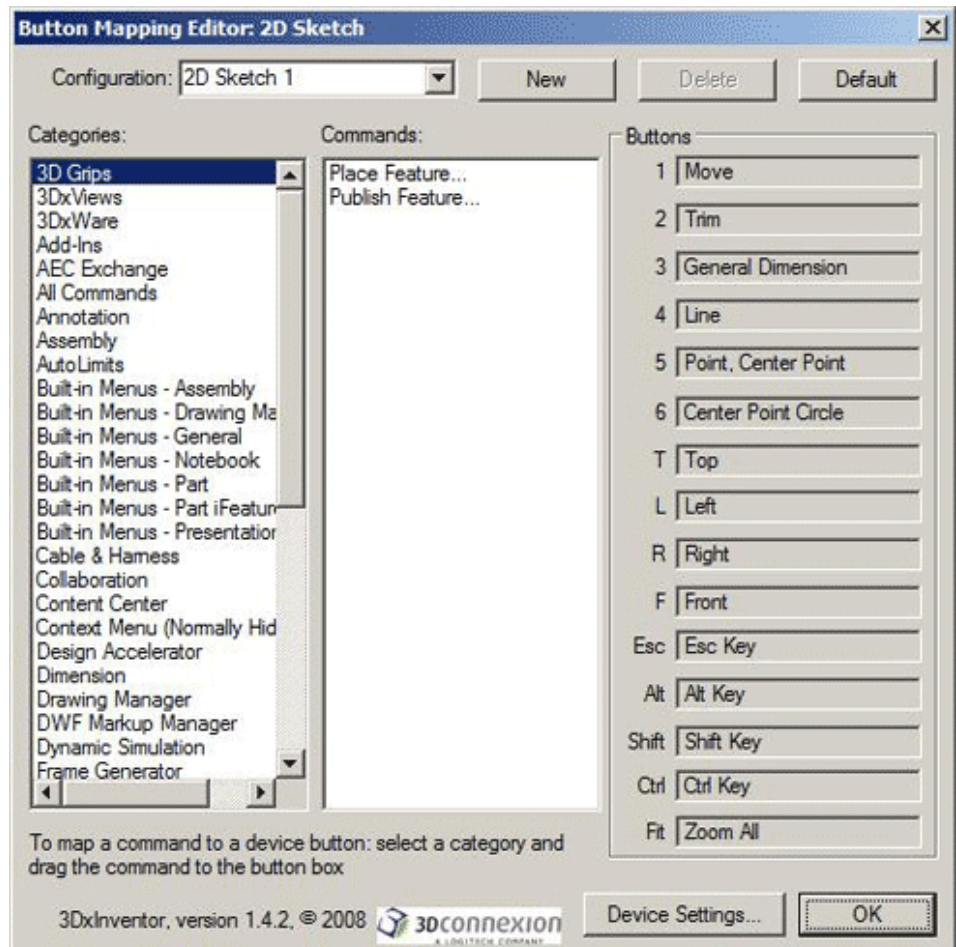 Button Mapping Editor: 2D Sketch
Configuration: 2D Sketch 1 New Delete Default
Categories:
3D Grips
3DxViews
3DxWare
Add-Ins
AEC Exchange
All Commands
Annotation
Assembly
AutoLimits
Built-in Menus - Assembly
Built-in Menus - Drawing Ma
Built-in Menus - General
Built-in Menus - Notebook
Built-in Menus - Part
Built-in Menus - Part iFeatur
Built-in Menus - Presentation
Cable & Harness
Collaboration
Content Center
Context Menu (Normally Hid
Design Accelerator
Dimension
Drawing Manager
DWF Markup Manager
Dynamic Simulation
Frame Generator
Commands:
Place Feature...
Publish Feature...
Buttons
1 Move
2 Trim
3 General Dimension
4 Line
5 Point, Center Point
6 Center Point Circle
T Top
L Left
R Right
F Front
Esc Esc Key
Alt Alt Key
Shift Shift Key
Ctrl Ctrl Key
Fit Zoom All
To map a command to a device button: select a category and
drag the command to the button box
3DxInventor, version 1.4.2, © 2008 3Dconnexion
A LOGITECH COMPANY
Device Settings... OK